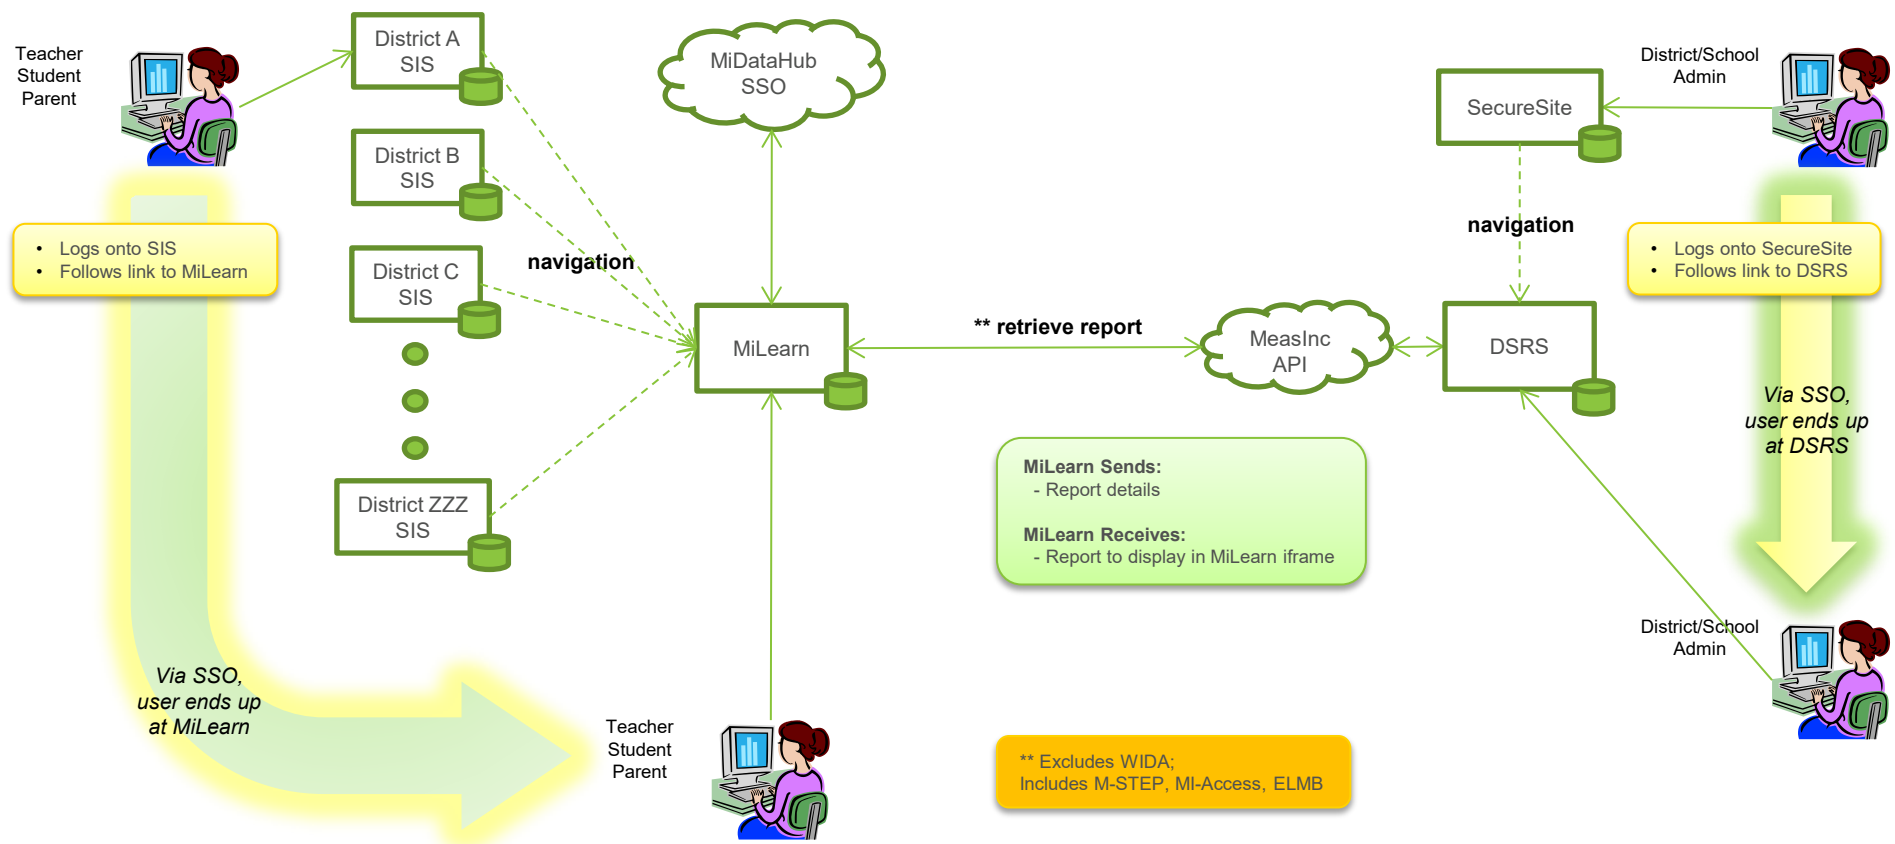 Teacher
Student
Parent
District A
SIS
MiDataHub
SSO
District/School
Admin
SecureSite
District B
SIS
• Logs onto SIS
• Follows link to MiLearn
District C
SIS
navigation
navigation
• Logs onto SecureSite
• Follows link to DSRS
MiLearn
** retrieve report
MeasInc
API
DSRS
Via SSO,
user ends up
at DSRS
MiLearn Sends:
- Report details
MiLearn Receives:
- Report to display in MiLearn iframe
District ZZZ
SIS
District/School
Admin
Via SSO,
user ends up
at MiLearn
Teacher
Student
Parent
** Excludes WIDA;
Includes M-STEP, MI-Access, ELMB